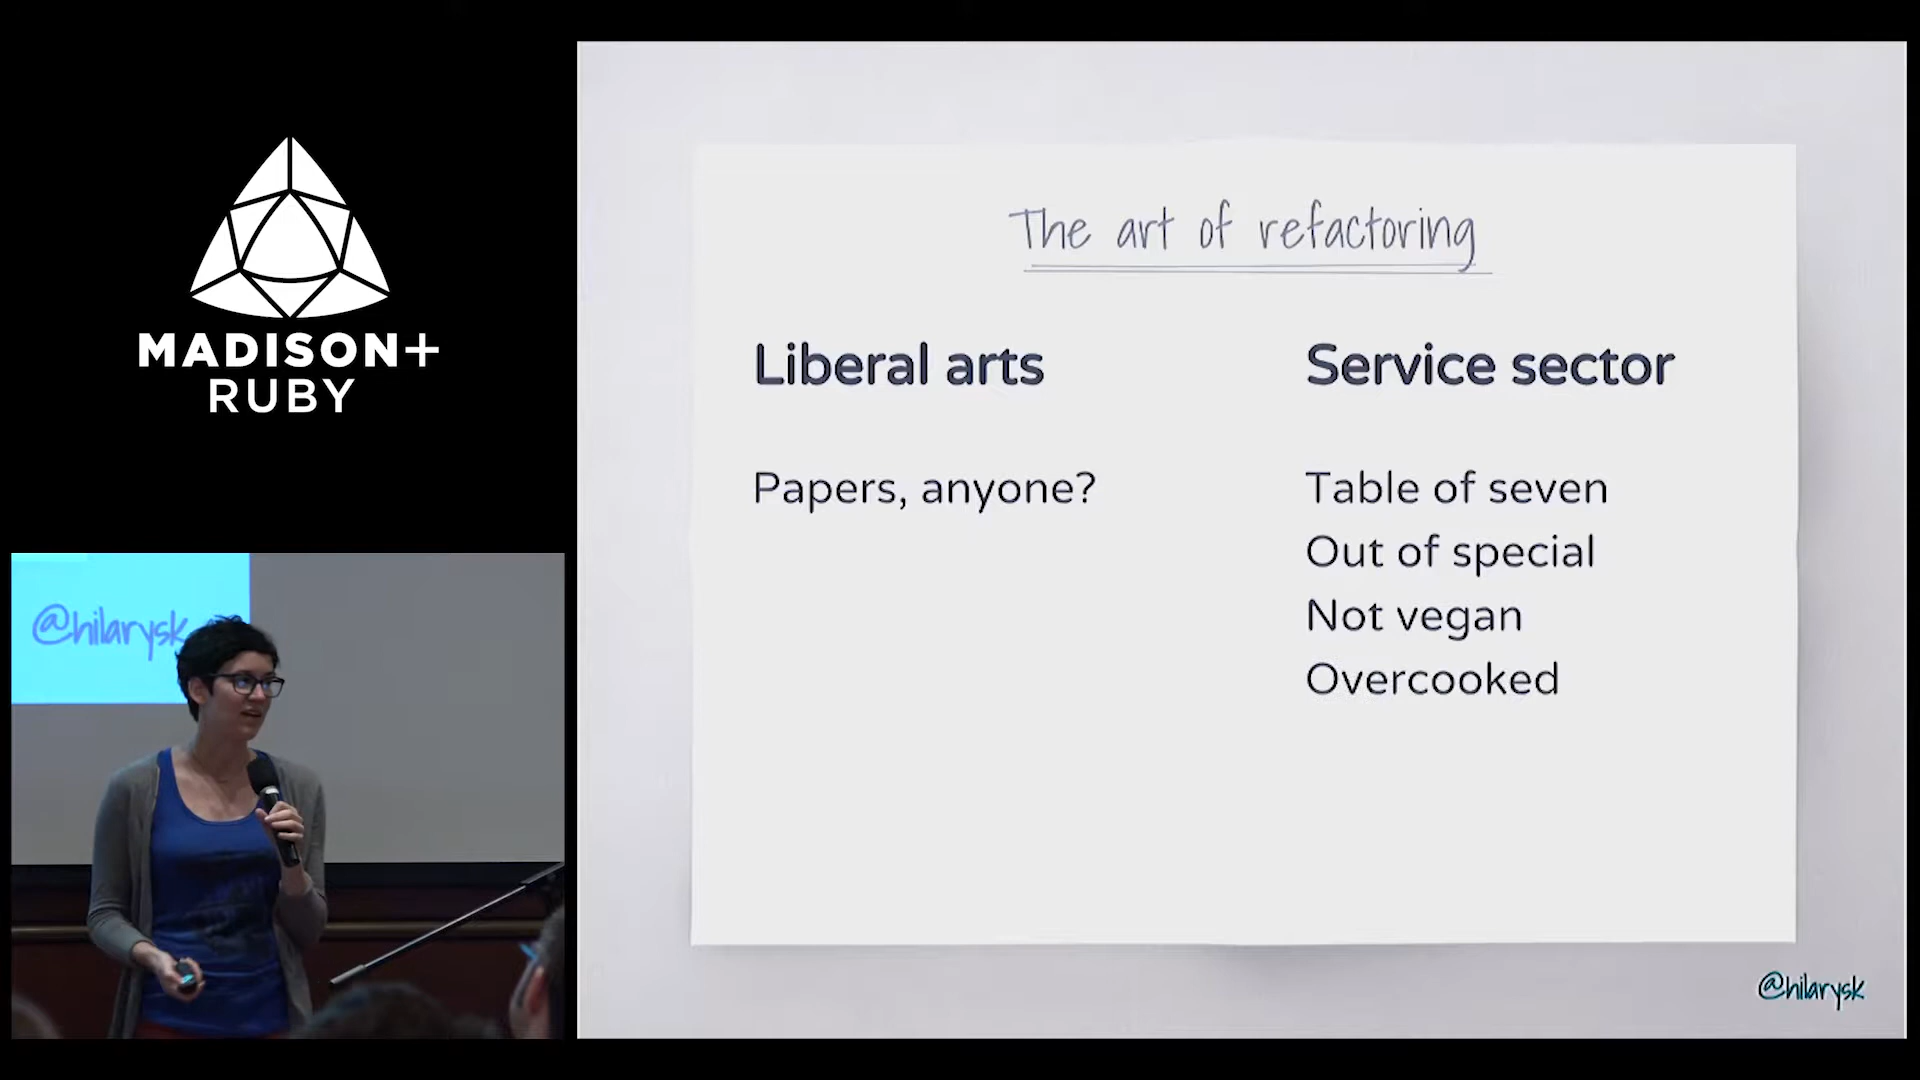 MADISON+
RUBY
@hilarysk
The art of refactoring
Liberal arts
Papers, anyone?
Service sector
Table of seven
Out of special
Not vegan
Overcooked
@hilarysk